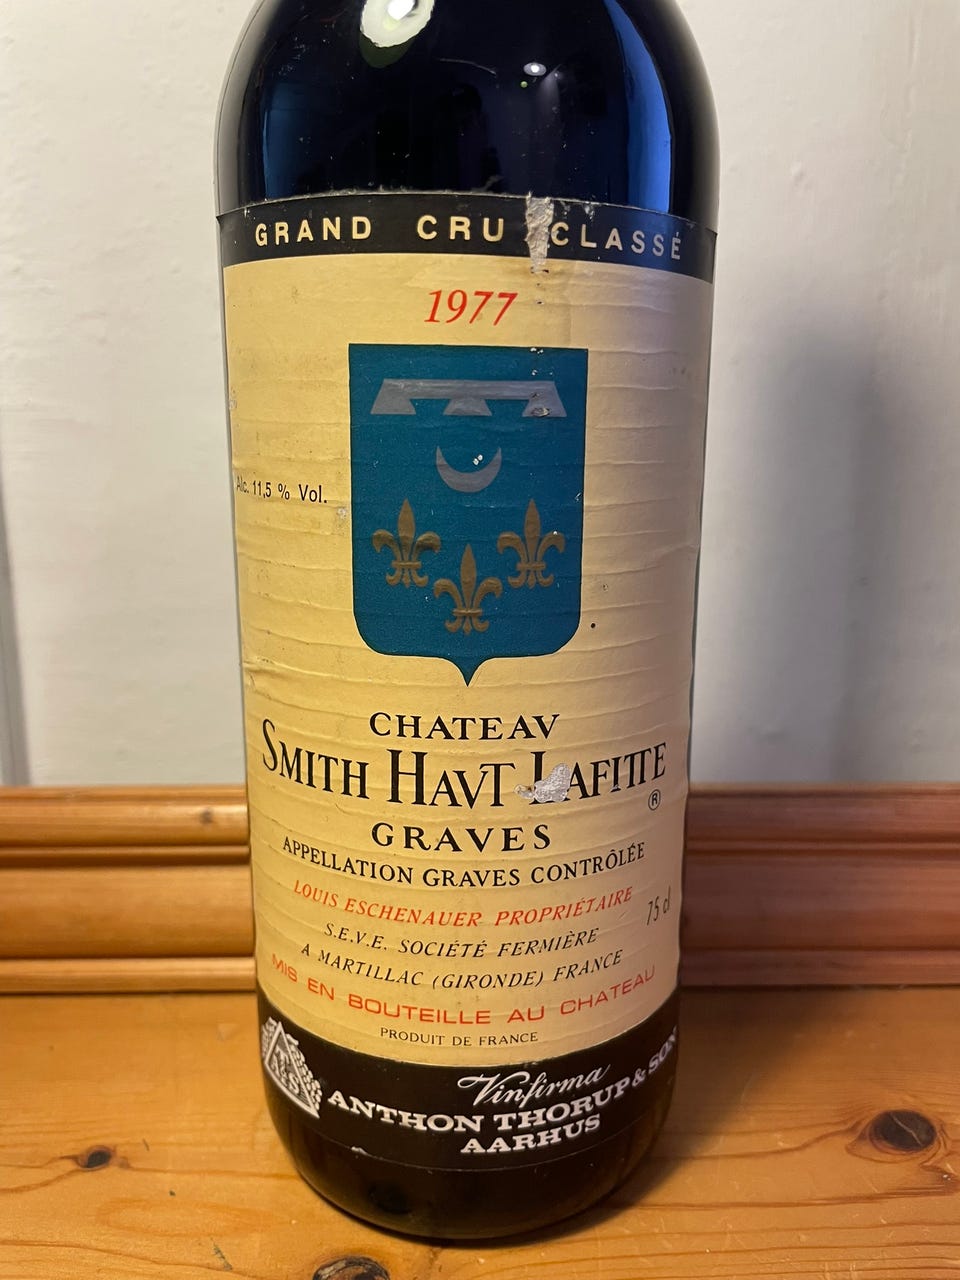 GRAND CRU CLASSÉ
1977
Alc. 11,5 % Vol.
CHATEAV
SMITH HAVT LAFITTE
®
GRAVES
APPELLATION GRAVES CONTRÔLÉE
LOUIS ESCHENAUER PROPRIÉTAIRE
75 cl
S.E.V.E. SOCIÉTÉ FERMIÈRE
A MARTILLAC (GIRONDE) FRANCE
MIS EN BOUTEILLE AU CHATEAU
PRODUIT DE FRANCE
Vinfirma
ANTHON THORUP & SØN
AARHUS